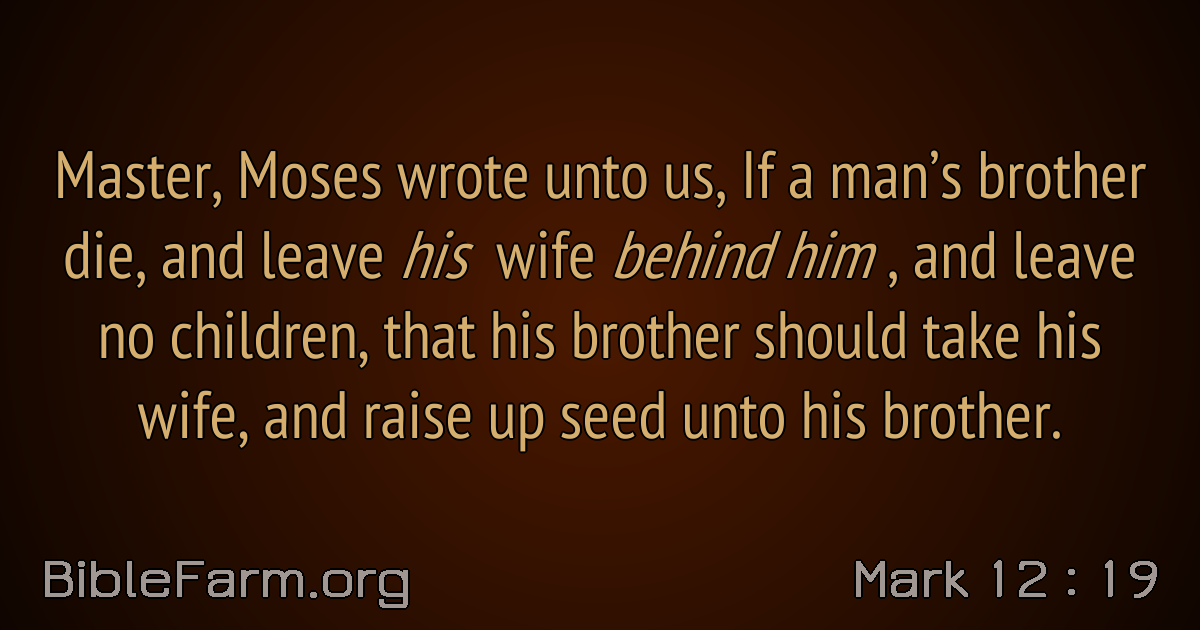 Master, Moses wrote unto us, If a man’s brother
die, and leave his wife behind him , and leave
no children, that his brother should take his
wife, and raise up seed unto his brother.
BibleFarm.org
Mark 12 : 19